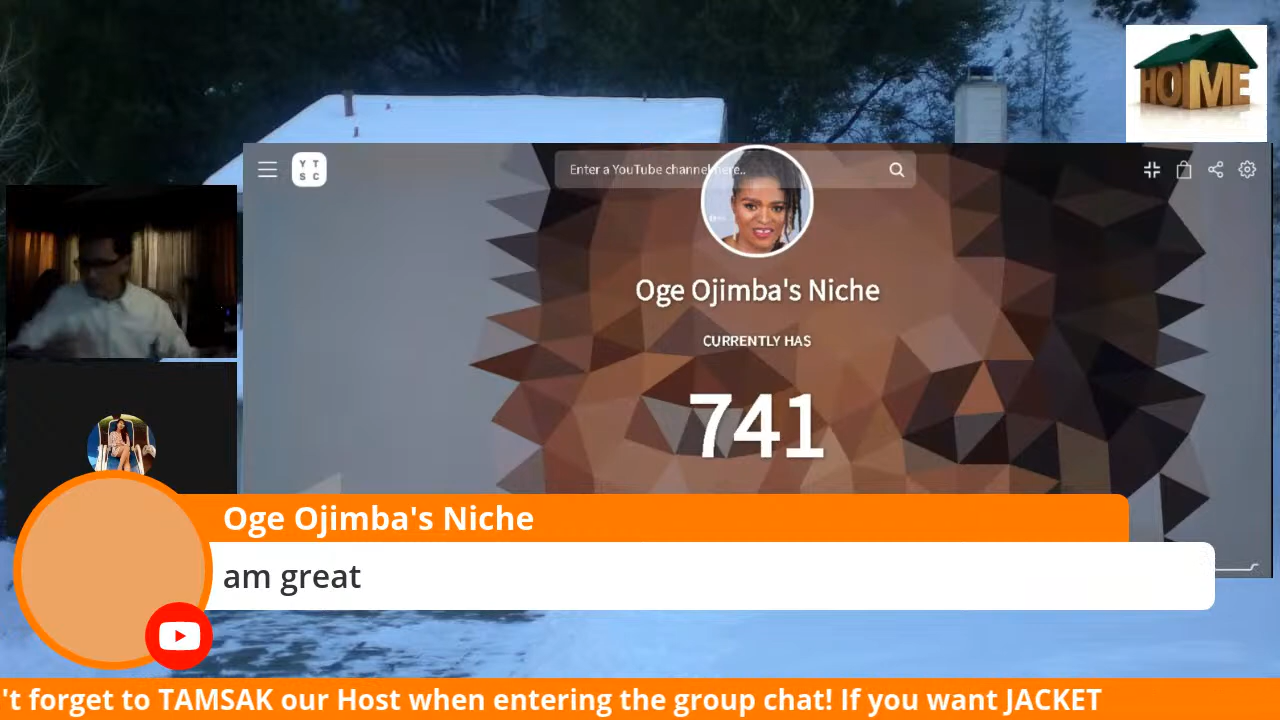 HOME
Y T
S C
Enter a YouTube channel here..
Oge Ojimba's Niche
CURRENTLY HAS
741
Oge Ojimba's Niche
am great
't forget to TAMSAK our Host when entering the group chat! If you want JACKET